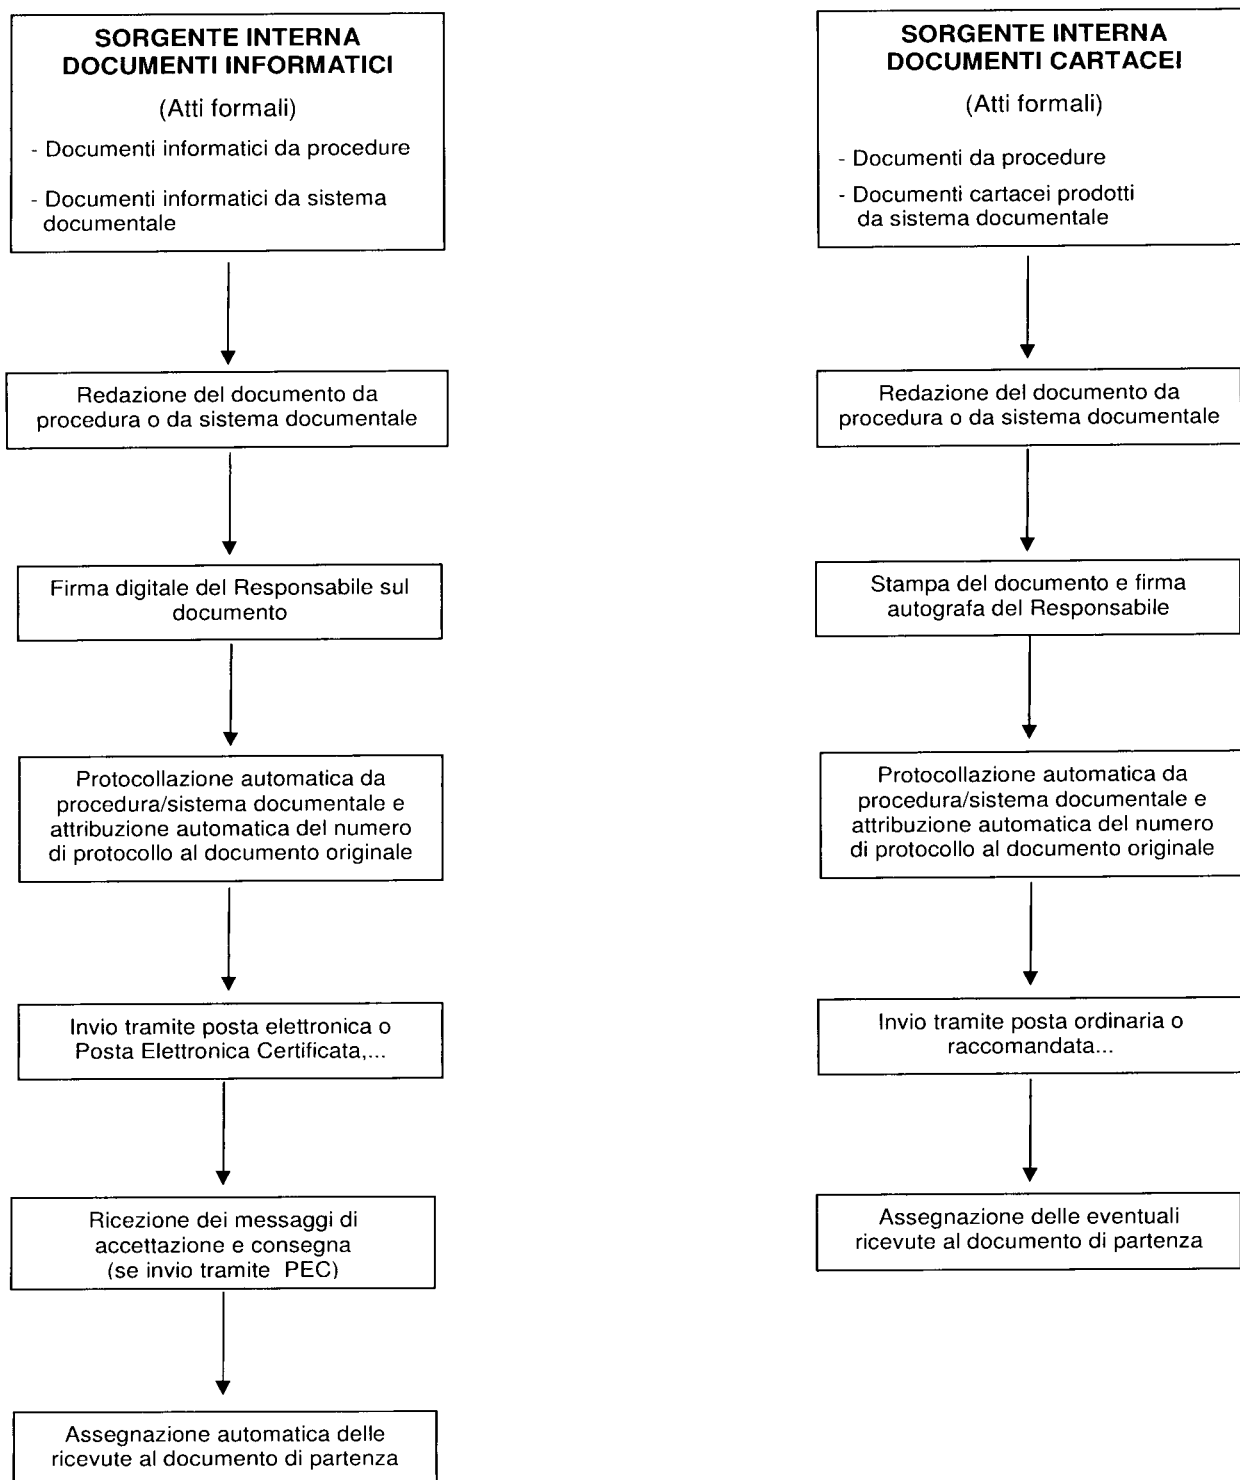 SORGENTE INTERNA
DOCUMENTI INFORMATICI
(Atti formali)
- Documenti informatici da procedure
- Documenti informatici da sistema
documentale
Redazione del documento da
procedura o da sistema documentale
Firma digitale del Responsabile sul
documento
Protocollazione automatica da
procedura/sistema documentale e
attribuzione automatica del numero
di protocollo al documento originale
Invio tramite posta elettronica o
Posta Elettronica Certificata,...
Ricezione dei messaggi di
accettazione e consegna
(se invio tramite PEC)
Assegnazione automatica delle
ricevute al documento di partenza
SORGENTE INTERNA
DOCUMENTI CARTACEI
(Atti formali)
- Documenti da procedure
- Documenti cartacei prodotti
da sistema documentale
Redazione del documento da
procedura o da sistema documentale
Stampa del documento e firma
autografa del Responsabile
Protocollazione automatica da
procedura/sistema documentale e
attribuzione automatica del numero
di protocollo al documento originale
Invio tramite posta ordinaria o
raccomandata...
Assegnazione delle eventuali
ricevute al documento di partenza